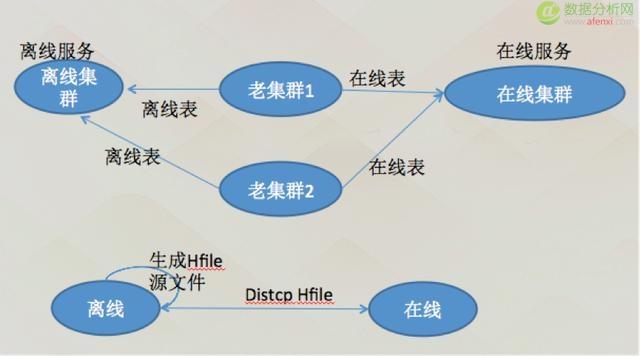 数据分析网
www.afenxi.com
离线服务
在线服务
离线集
群
老集群1
在线表
在线集群
离线表
离线表
老集群2
在线表
生成Hfile
源文件
离线
Distcp Hfile
在线